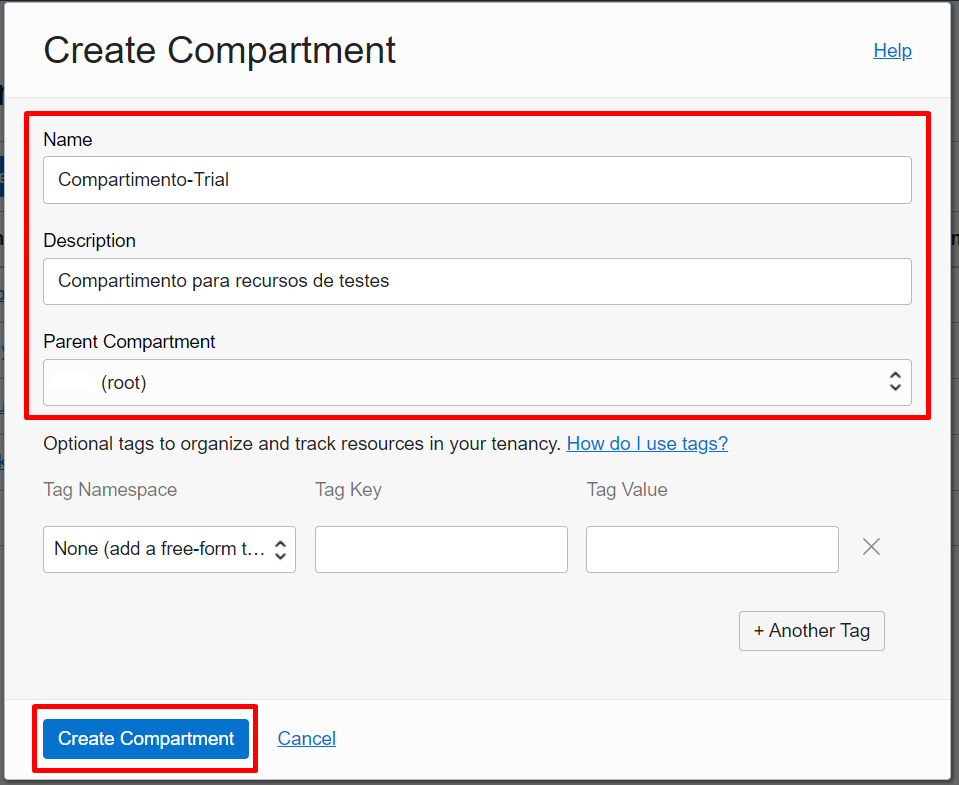 Create Compartment
Help
Name
Compartimento-Trial
Description
Compartimento para recursos de testes
Parent Compartment
(root)
Optional tags to organize and track resources in your tenancy. How do I use tags?
Tag Namespace Tag Key Tag Value
None (add a free-form t...
+ Another Tag
Create Compartment Cancel